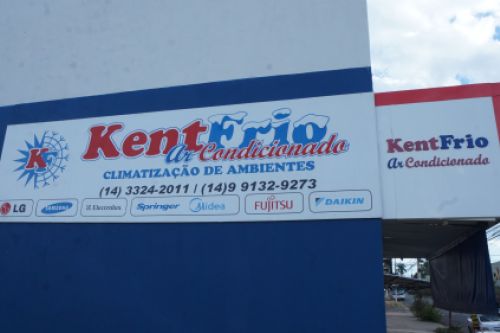 K
KentFrio
Ar Condicionado
CLIMATIZAÇÃO DE AMBIENTES
(14) 3324-2011 / (14)9 9132-9273
LG SAMSUNG Electrolux Springer Midea FUJITSU DAIKIN
KentFrio
Ar Condicionado